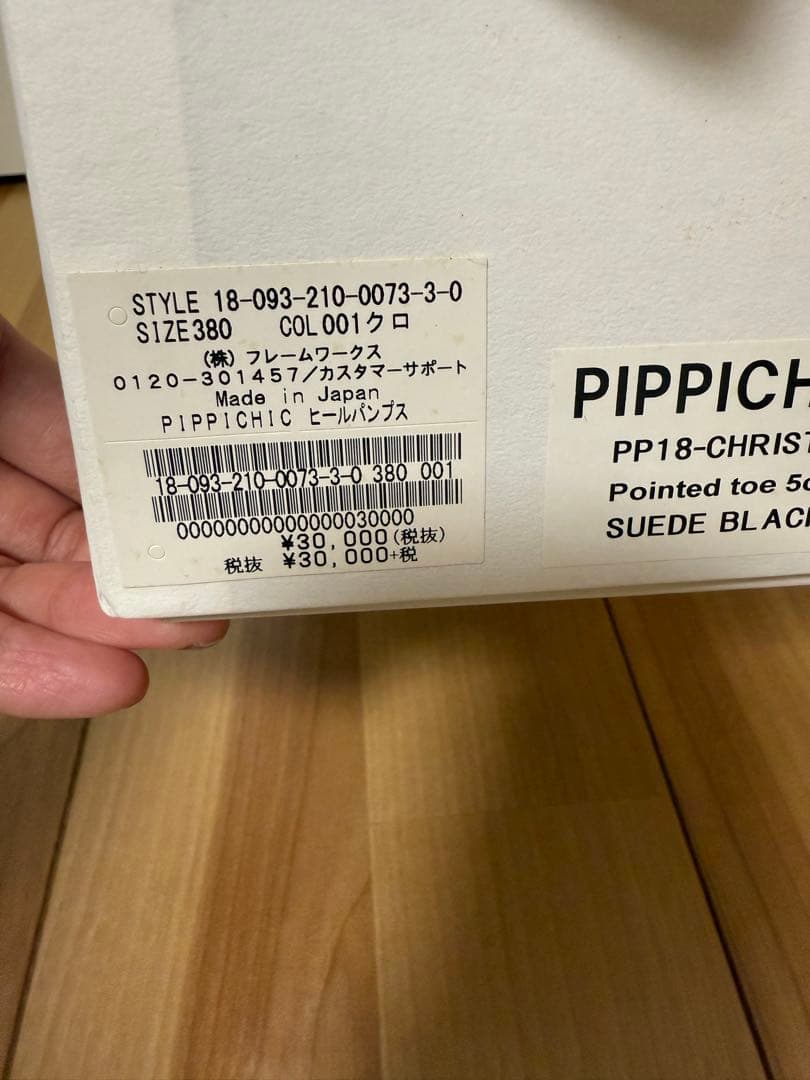 STYLE 18-093-210-0073-3-0
SIZE380 COL001クロ
(株)フレームワークス
0120-301457/カスタマーサポート
Made in Japan
PIPPICHIC ヒールパンプス
18-093-210-0073-3-0 380 001
00000000000000030000
¥30,000(税抜)
税抜 ¥30,000+税
PIPPICH
PP18-CHRIST
Pointed toe 5c
SUEDE BLAC